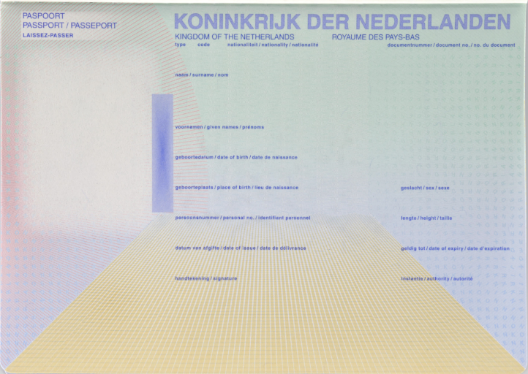 PASPOORT
PASSPORT / PASSEPORT
LAISSEZ-PASSER
KONINKRIJK DER NEDERLANDEN
KINGDOM OF THE NETHERLANDS ROYAUME DES PAYS-BAS
type code nationaliteit / nationality / nationalité documentnummer / document no. / no. du document
naam / surname / nom
voornamen / given names / prénoms
geboortedatum / date of birth / date de naissance
geboorteplaats / place of birth / lieu de naissance geslacht / sex / sexe
persoonsnummer / personal no. / identifiant personnel lengte / height / taille
datum van afgifte / date of issue / date de délivrance geldig tot / date of expiry / date d'expiration
handtekening / signature instantie / authority / autorité